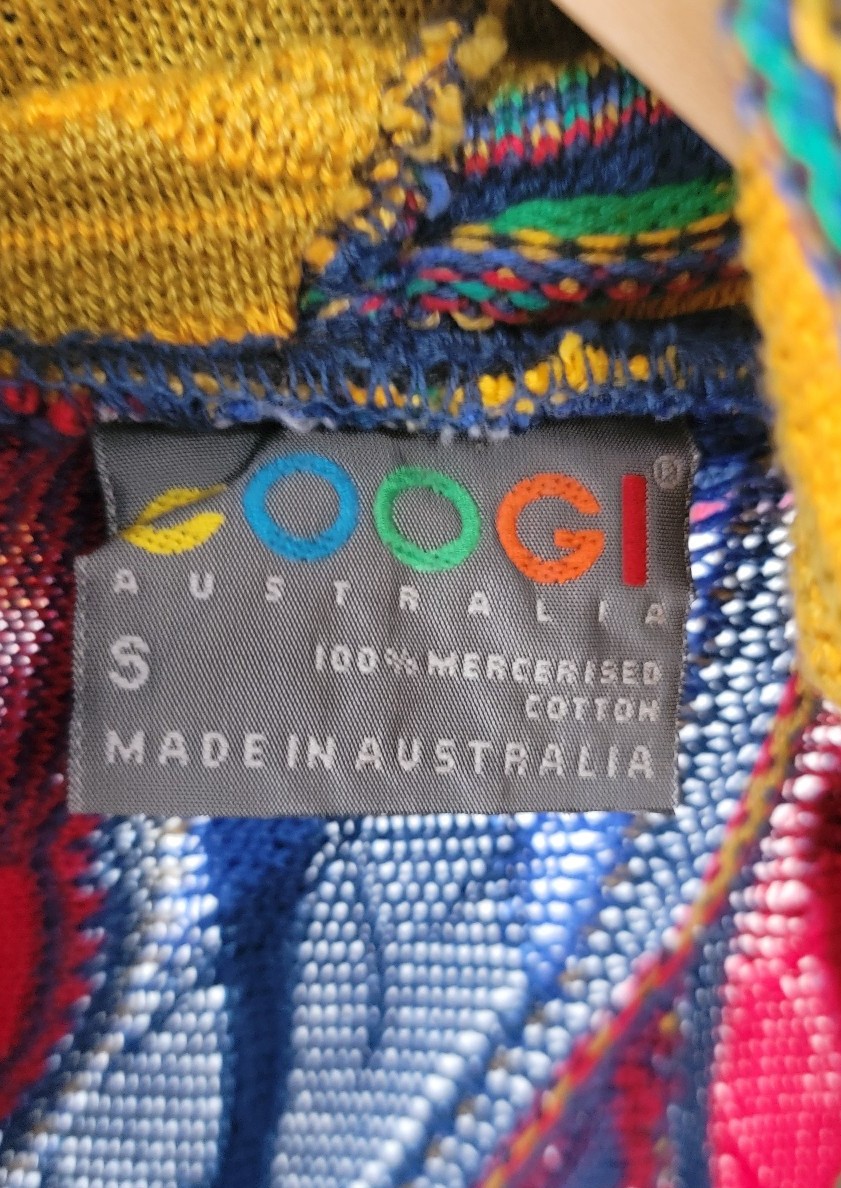 COOGI®
AUSTRALIA
S 100% MERCERISED
COTTON
MADE IN AUSTRALIA